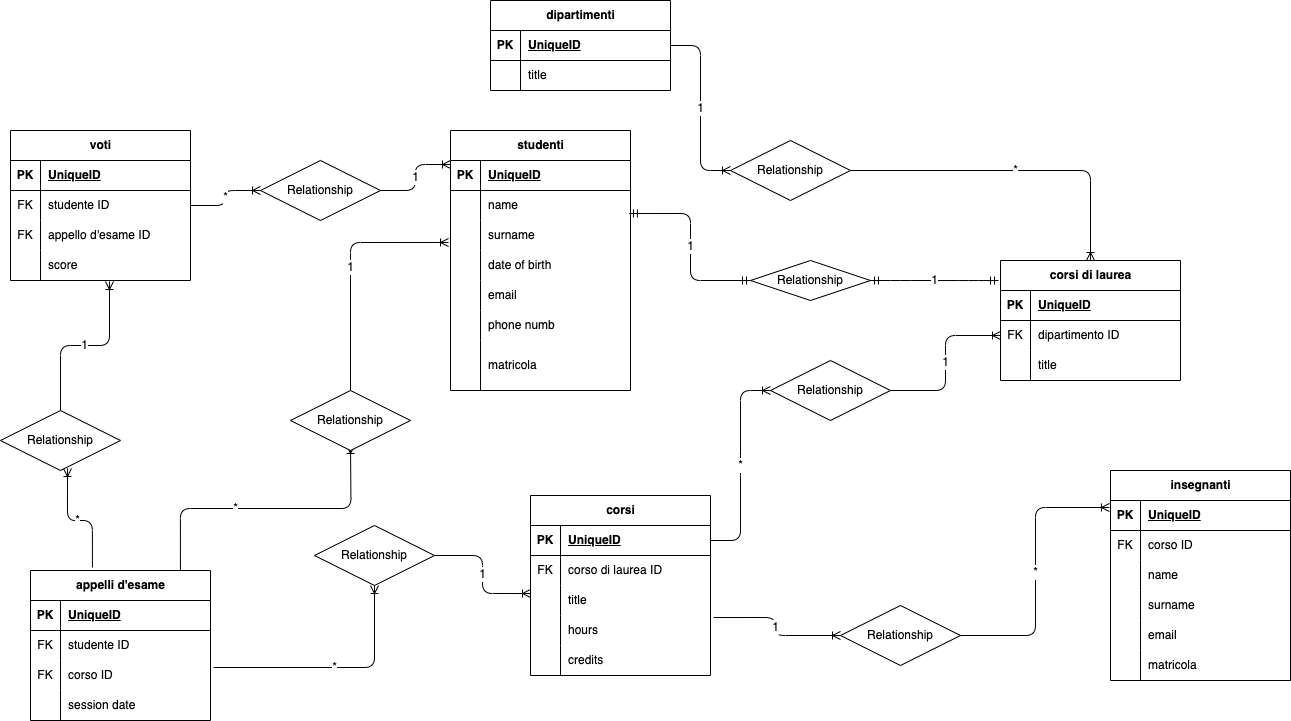 dipartimenti
PK UniqueID
title
1
Relationship
*
voti
PK UniqueID
FK studente ID
FK appello d'esame ID
score
*
Relationship
1
studenti
PK UniqueID
name
surname
date of birth
email
phone numb
matricola
1
Relationship
1
corsi di laurea
PK UniqueID
FK dipartimento ID
title
1
Relationship
*
1
Relationship
*
1
Relationship
*
appelli d'esame
PK UniqueID
FK studente ID
FK corso ID
session date
*
Relationship
1
corsi
PK UniqueID
FK corso di laurea ID
title
hours
credits
1
Relationship
*
insegnanti
PK UniqueID
FK corso ID
name
surname
email
matricola